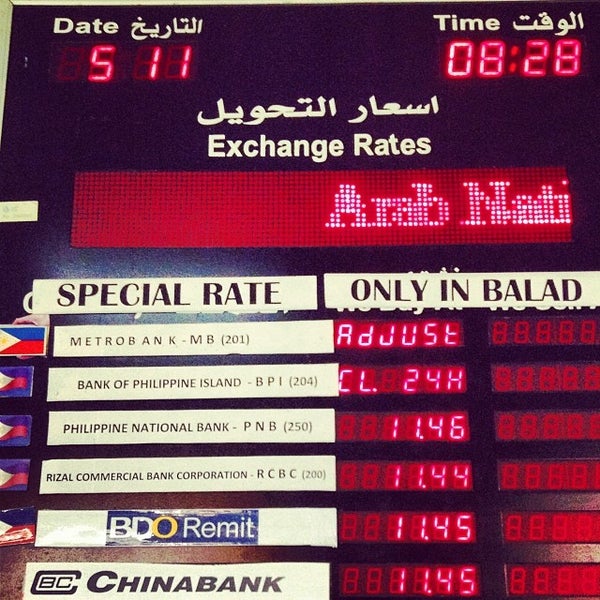 Date التاريخ
Time الوقت
5 11
08:28
اسعار التحويل
Exchange Rates
Arab Nati
SPECIAL RATE
ONLY IN BALAD
METROBANK - MB (201) AdJUSt
BANK OF PHILIPPINE ISLAND - BPI (204) CL. 24H
PHILIPPINE NATIONAL BANK - PNB (250) 11.46
RIZAL COMMERCIAL BANK CORPORATION - RCBC (200) 11.44
BDO Remit 11.45
CBC CHINABANK 11.45